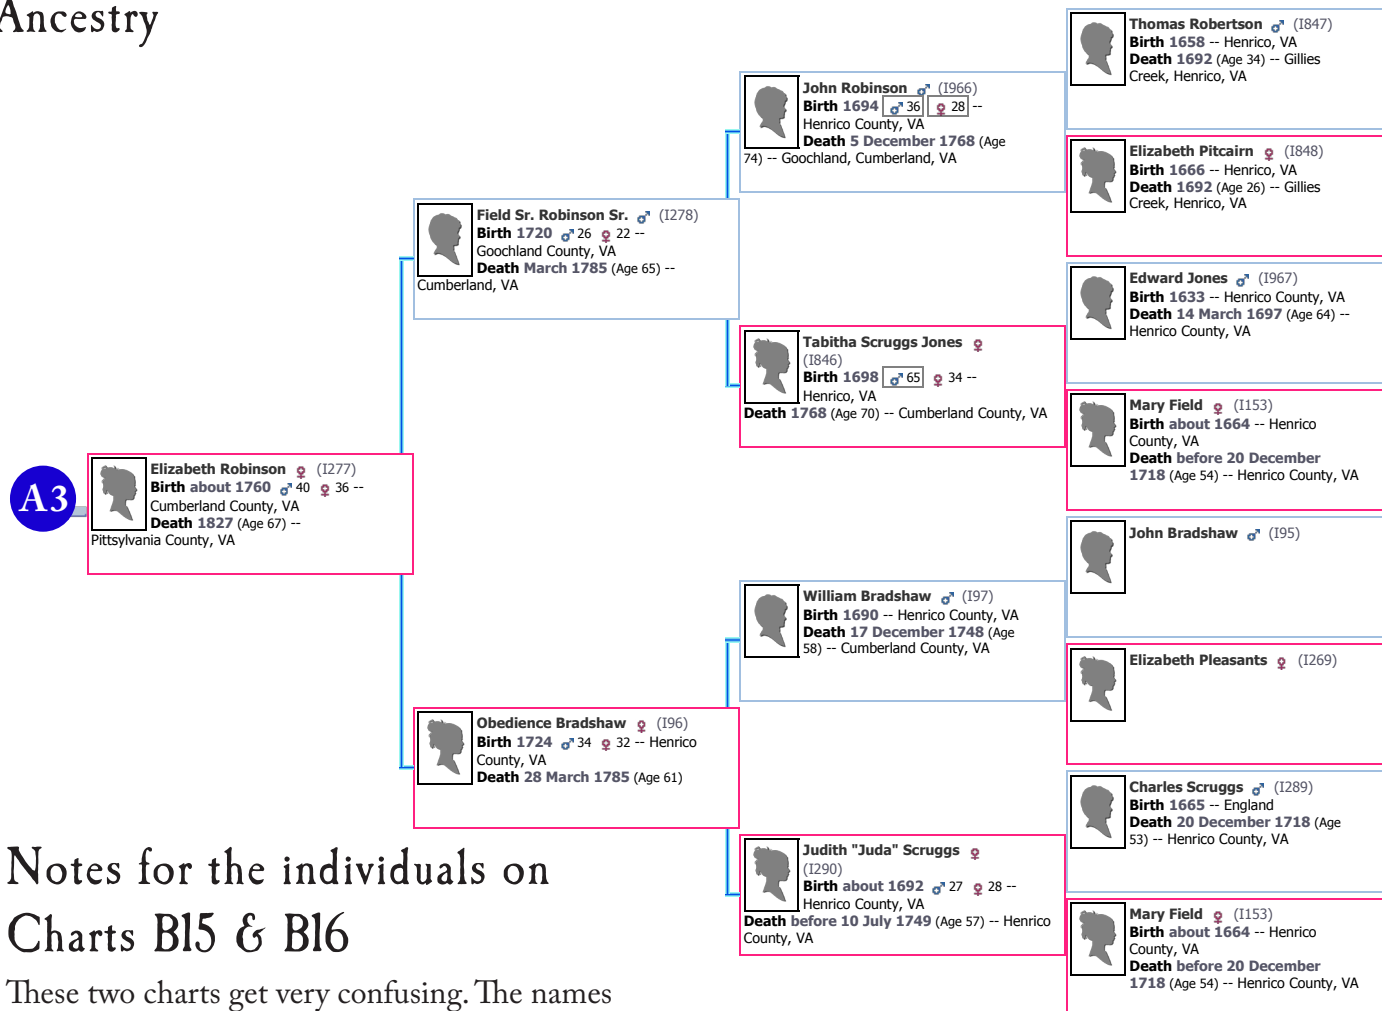 Ancestry
Thomas Robertson ♂ (I847)
Birth 1658 -- Henrico, VA
Death 1692 (Age 34) -- Gillies
Creek, Henrico, VA
John Robinson ♂ (I966)
Birth 1694 ♂ 36 ♀ 28 --
Henrico County, VA
Death 5 December 1768 (Age
74) -- Goochland, Cumberland, VA
Elizabeth Pitcairn ♀ (I848)
Birth 1666 -- Henrico, VA
Death 1692 (Age 26) -- Gillies
Creek, Henrico, VA
Field Sr. Robinson Sr. ♂ (I278)
Birth 1720 ♂ 26 ♀ 22 --
Goochland County, VA
Death March 1785 (Age 65) --
Cumberland, VA
Edward Jones ♂ (I967)
Birth 1633 -- Henrico County, VA
Death 14 March 1697 (Age 64) --
Henrico County, VA
Tabitha Scruggs Jones ♀
(I846)
Birth 1698 ♂ 65 ♀ 34 --
Henrico, VA
Death 1768 (Age 70) -- Cumberland County, VA
Mary Field ♀ (I153)
Birth about 1664 -- Henrico
County, VA
Death before 20 December
1718 (Age 54) -- Henrico County, VA
A3
Elizabeth Robinson ♀ (I277)
Birth about 1760 ♂ 40 ♀ 36 --
Cumberland County, VA
Death 1827 (Age 67) --
Pittsylvania County, VA
John Bradshaw ♂ (I95)
William Bradshaw ♂ (I97)
Birth 1690 -- Henrico County, VA
Death 17 December 1748 (Age
58) -- Cumberland County, VA
Elizabeth Pleasants ♀ (I269)
Obedience Bradshaw ♀ (I96)
Birth 1724 ♂ 34 ♀ 32 -- Henrico
County, VA
Death 28 March 1785 (Age 61)
Charles Scruggs ♂ (I289)
Birth 1665 -- England
Death 20 December 1718 (Age
53) -- Henrico County, VA
Judith "Juda" Scruggs ♀
(I290)
Birth about 1692 ♂ 27 ♀ 28 --
Henrico County, VA
Death before 10 July 1749 (Age 57) -- Henrico
County, VA
Mary Field ♀ (I153)
Birth about 1664 -- Henrico
County, VA
Death before 20 December
1718 (Age 54) -- Henrico County, VA
Notes for the individuals on
Charts B15 & B16
These two charts get very confusing. The names